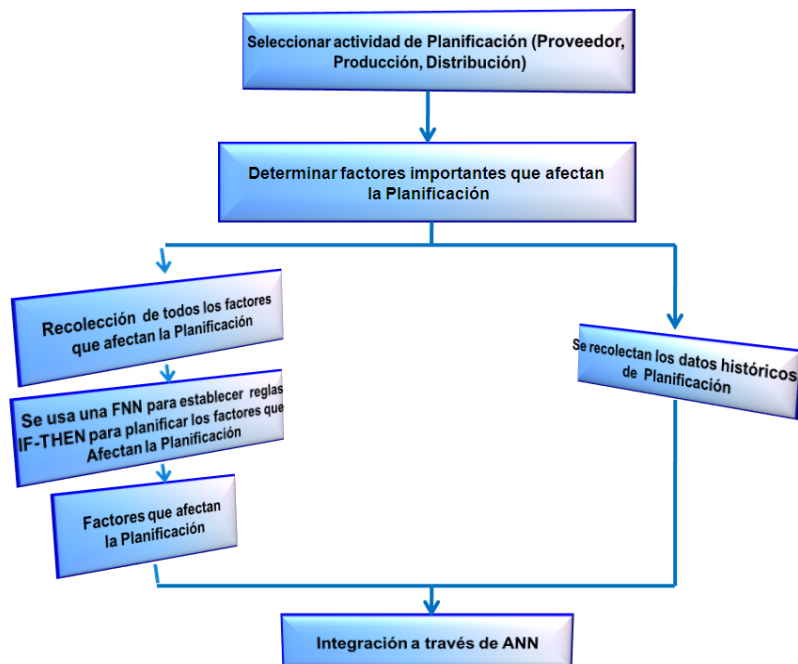 Seleccionar actividad de Planificación (Proveedor,
Producción, Distribución)
Determinar factores importantes que afectan
la Planificación
Recolección de todos los factores
que afectan la Planificación
Se usa una FNN para establecer reglas
IF-THEN para planificar los factores que
Afectan la Planificación
Factores que afectan
la Planificación
Se recolectan los datos históricos
de Planificación
Integración a través de ANN